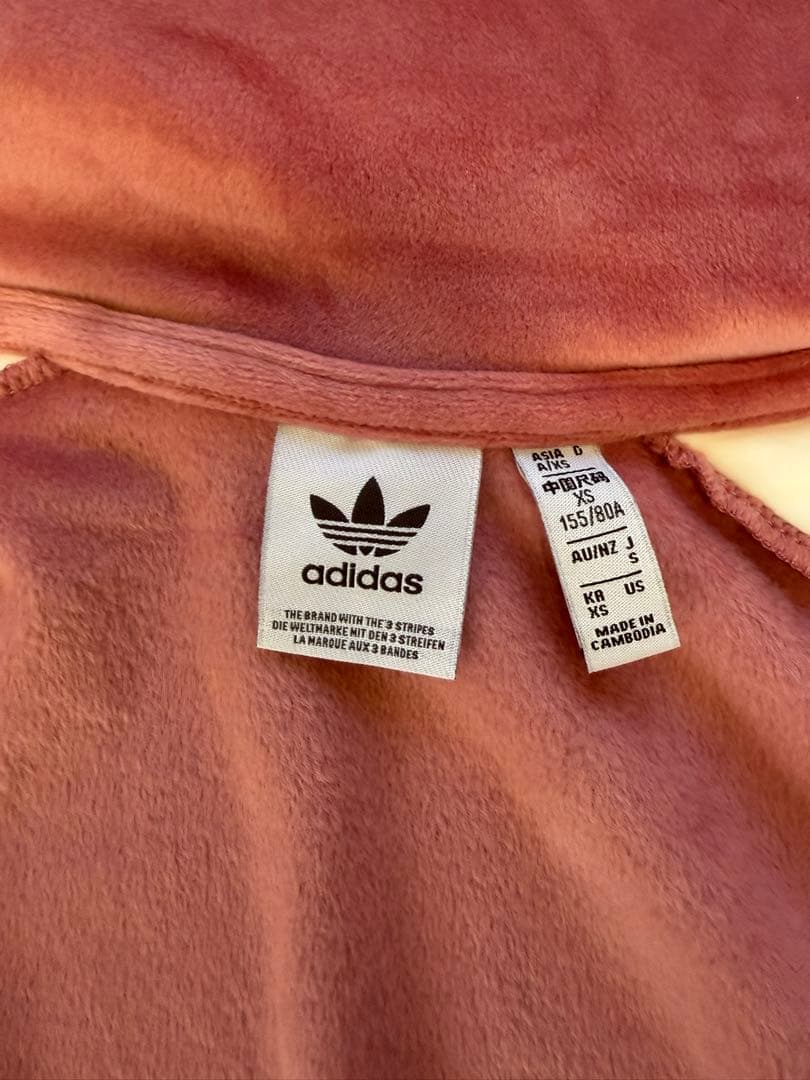 adidas
THE BRAND WITH THE 3 STRIPES
DIE WELTMARKE MIT DEN 3 STREIFEN
LA MARQUE AUX 3 BANDES
ASIA D
A/XS
中国尺码
XS
155/80A
AU/NZ J
S
KR US
XS
MADE IN
CAMBODIA